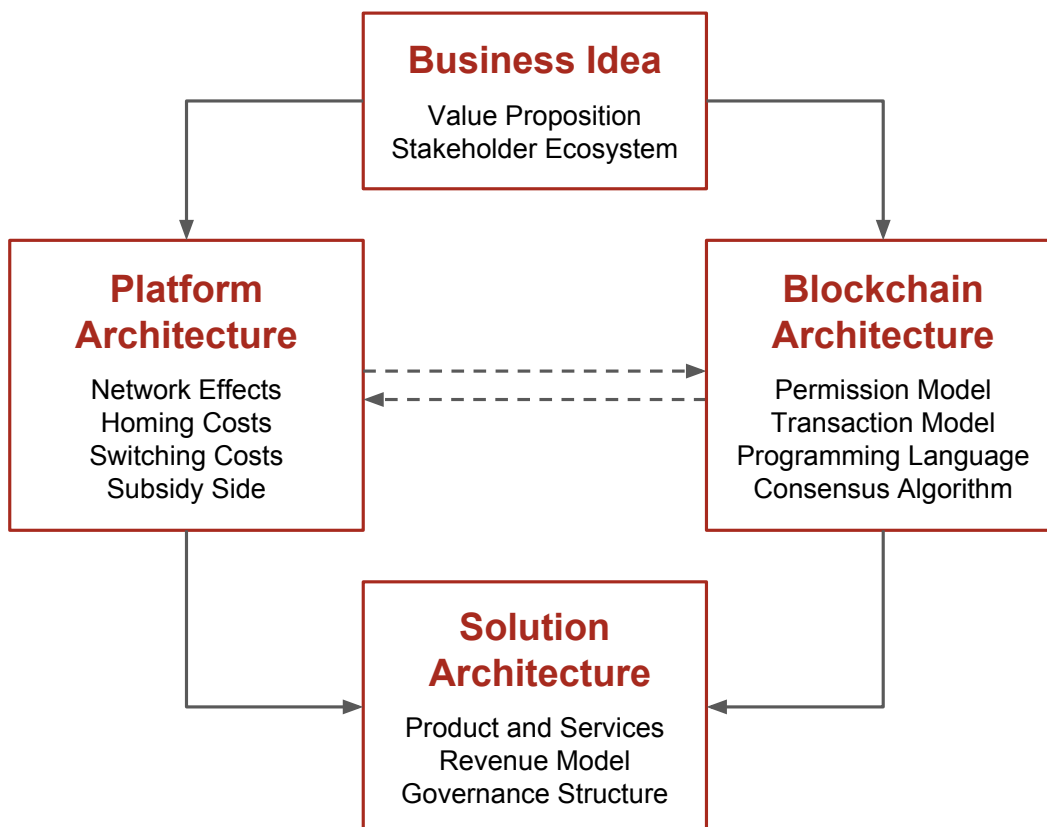 Business Idea
Value Proposition
Stakeholder Ecosystem
Platform
Architecture
Network Effects
Homing Costs
Switching Costs
Subsidy Side
Blockchain
Architecture
Permission Model
Transaction Model
Programming Language
Consensus Algorithm
Solution
Architecture
Product and Services
Revenue Model
Governance Structure